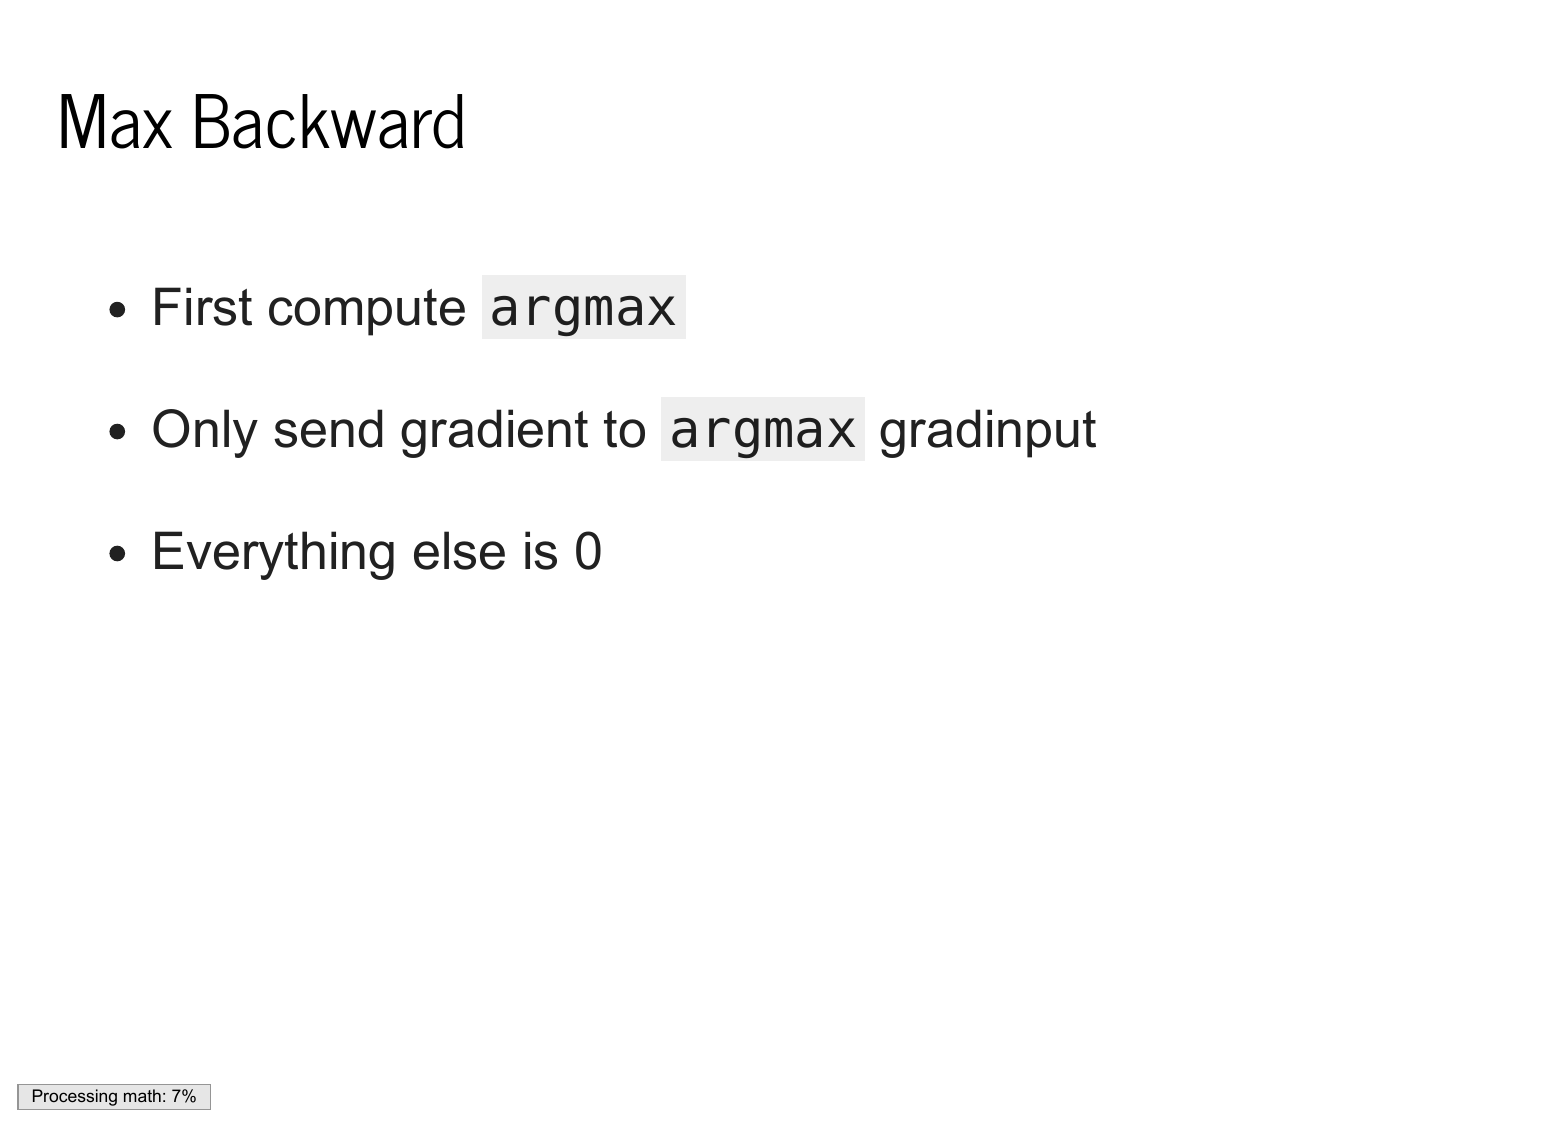 Max Backward
• First compute argmax
• Only send gradient to argmax gradinput
• Everything else is 0
Processing math: 7%